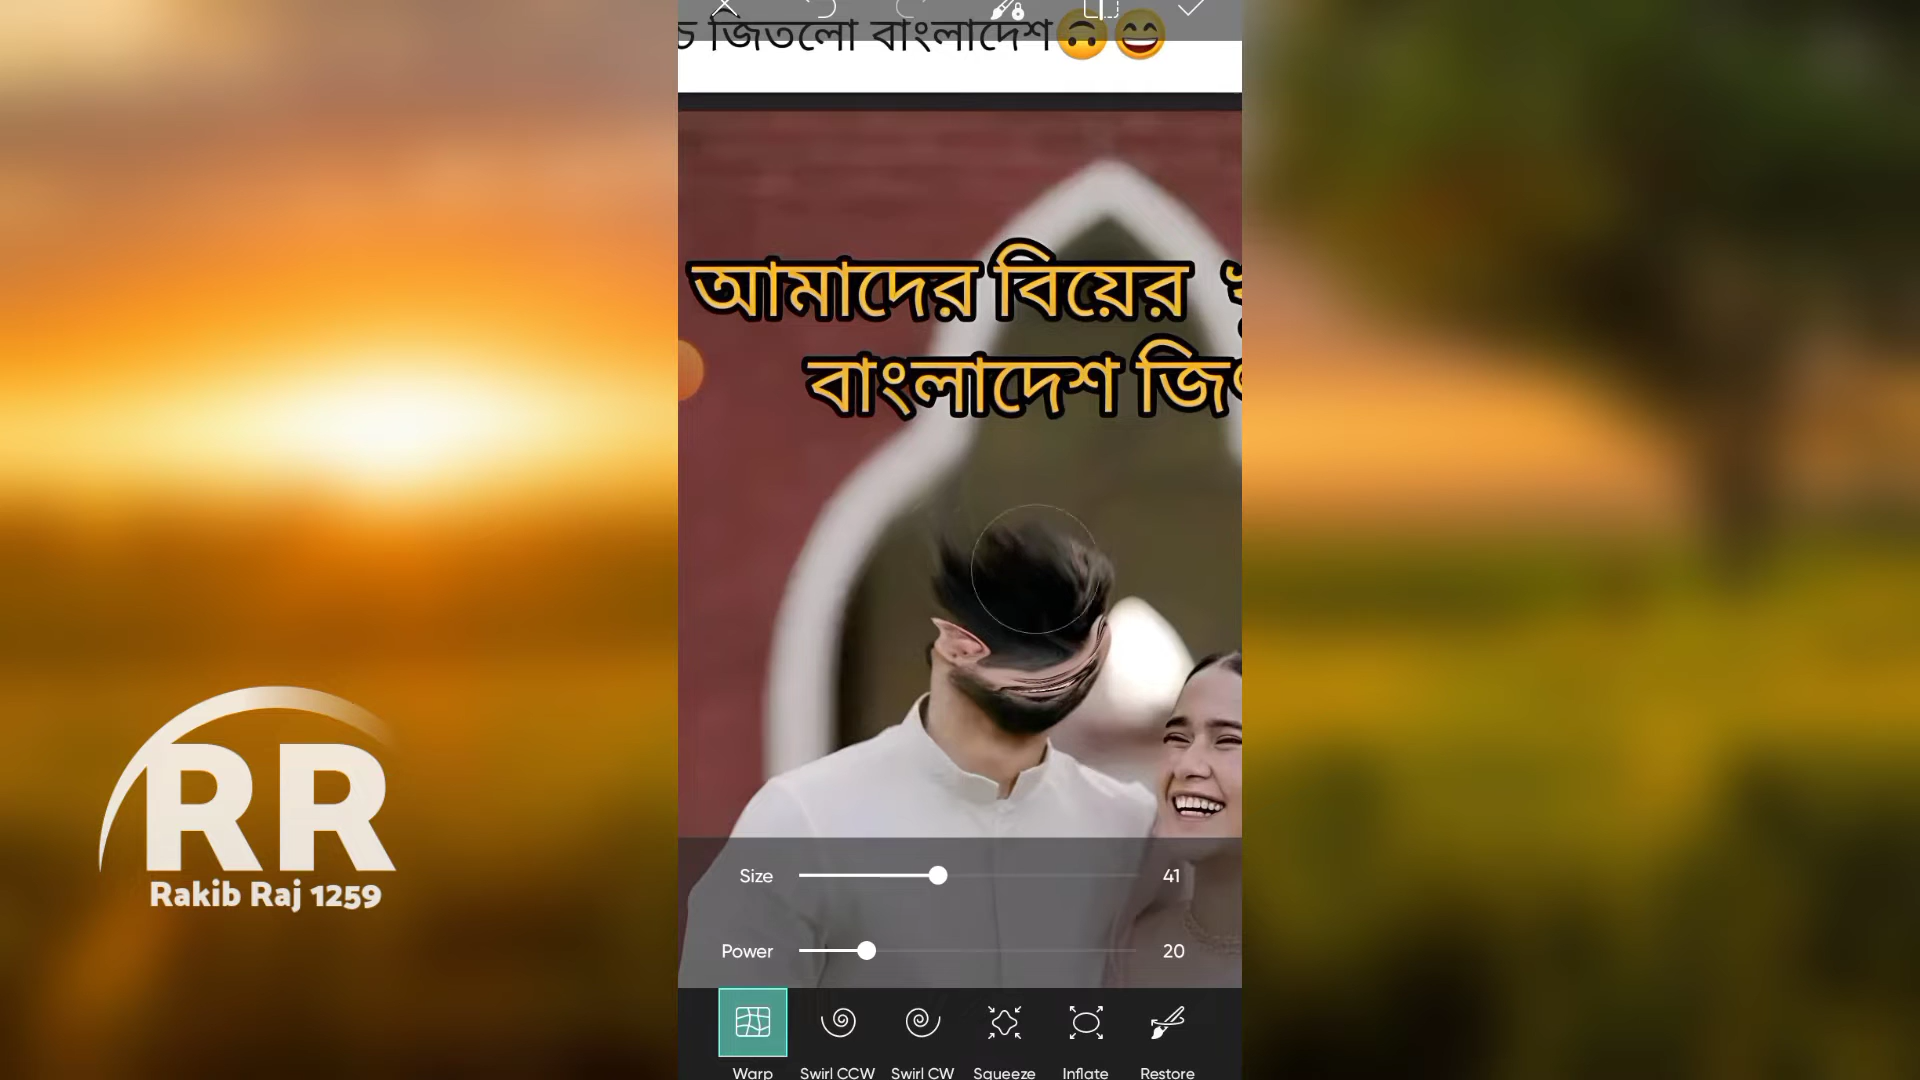 জিতলো বাংলাদেশ🙃😄
আমাদের বিয়ের
বাংলাদেশ
RR
Rakib Raj 1259
Size 41
Power 20
Warp Swirl CCW Swirl CW Squeeze Inflate Restore